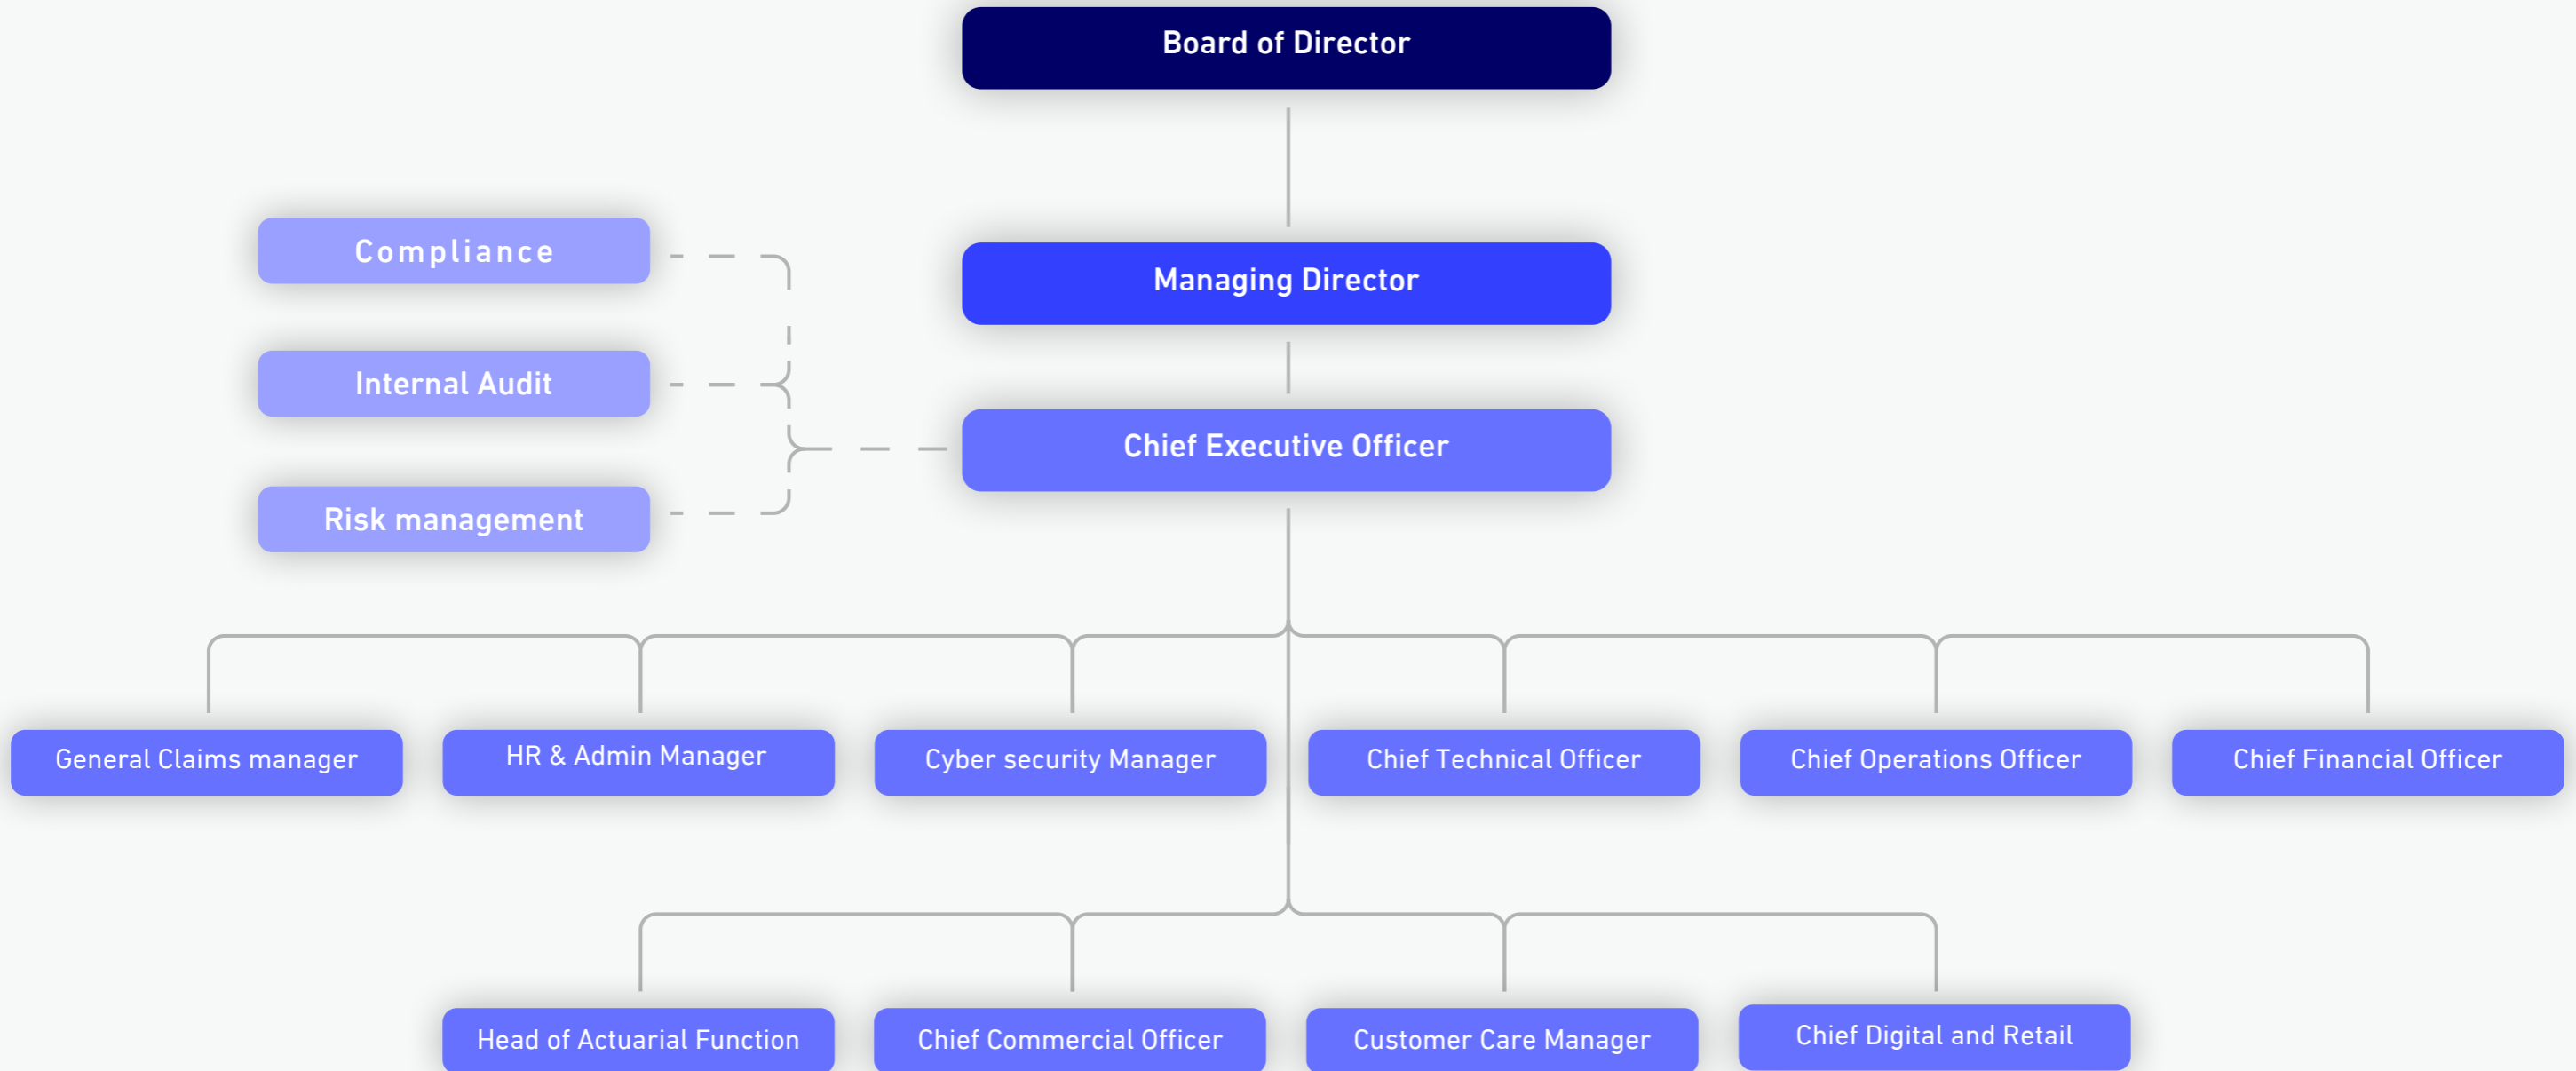 Board of Director
Compliance
Managing Director
Internal Audit
Chief Executive Officer
Risk management
General Claims manager
HR & Admin Manager
Cyber security Manager
Chief Technical Officer
Chief Operations Officer
Chief Financial Officer
Head of Actuarial Function
Chief Commercial Officer
Customer Care Manager
Chief Digital and Retail